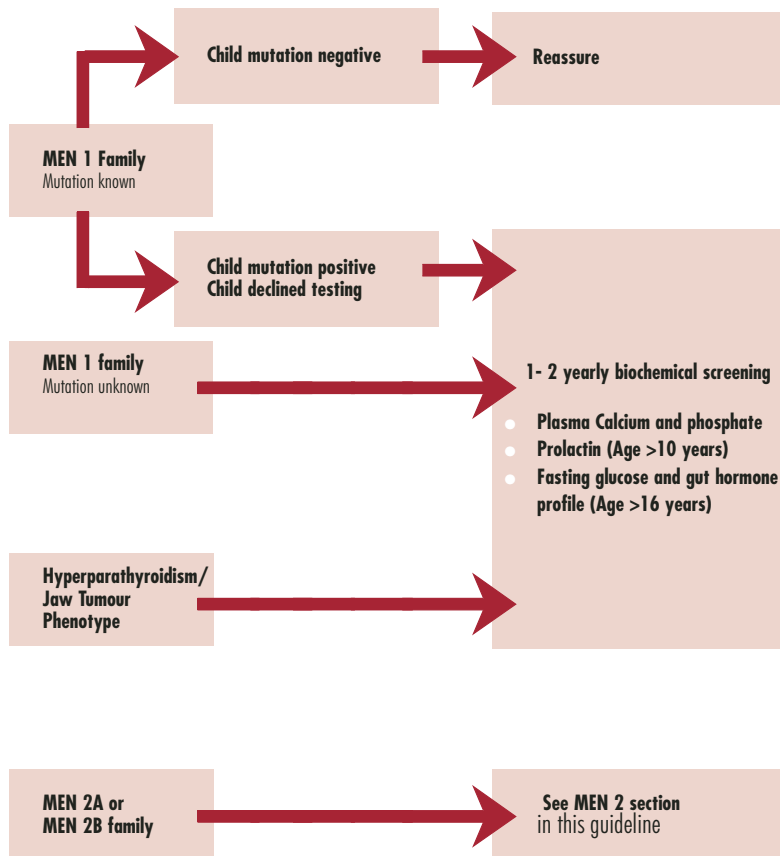 Child mutation negative
Reassure
MEN 1 Family
Mutation known
Child mutation positive
Child declined testing
MEN 1 family
Mutation unknown
1- 2 yearly biochemical screening
Plasma Calcium and phosphate
Prolactin (Age >10 years)
Fasting glucose and gut hormone
profile (Age >16 years)
Hyperparathyroidism/
Jaw Tumour
Phenotype
MEN 2A or
MEN 2B family
See MEN 2 section
in this guideline